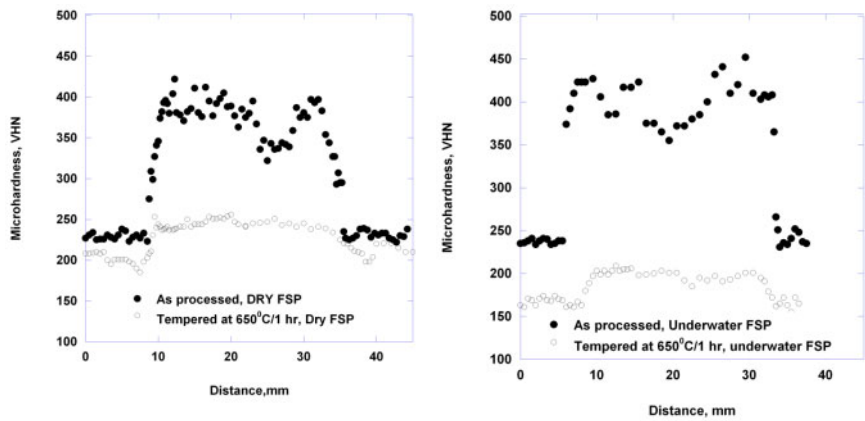 500
450
400
350
300
250
200
150
100
Microhardness, VHN
As processed, DRY FSP
Tempered at 650⁰C/1 hr, Dry FSP
0 10 20 30 40
Distance,mm
500
450
400
350
300
250
200
150
100
Microhardness, VHN
As processed, Underwater FSP
Tempered at 650⁰C/1 hr, underwater FSP
0 10 20 30 40
Distance, mm